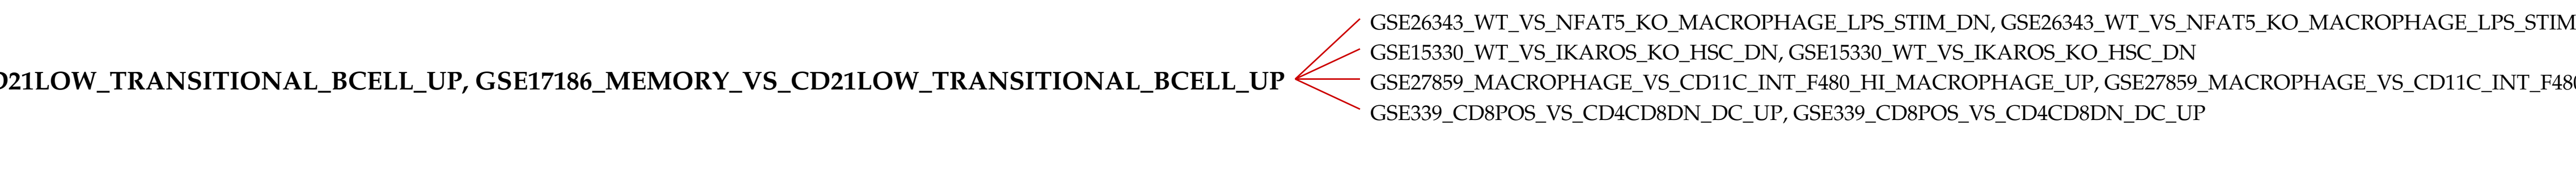 GSE26343_WT_VS_NFAT5_KO_MACROPHAGE_LPS_STIM_DN, GSE26343_WT_VS_NFAT5_KO_MACROPHAGE_LPS_STIM
GSE15330_WT_VS_IKAROS_KO_HSC_DN, GSE15330_WT_VS_IKAROS_KO_HSC_DN
D21LOW_TRANSITIONAL_BCELL_UP, GSE17186_MEMORY_VS_CD21LOW_TRANSITIONAL_BCELL_UP
GSE27859_MACROPHAGE_VS_CD11C_INT_F480_HI_MACROPHAGE_UP, GSE27859_MACROPHAGE_VS_CD11C_INT_F480
GSE339_CD8POS_VS_CD4CD8DN_DC_UP, GSE339_CD8POS_VS_CD4CD8DN_DC_UP